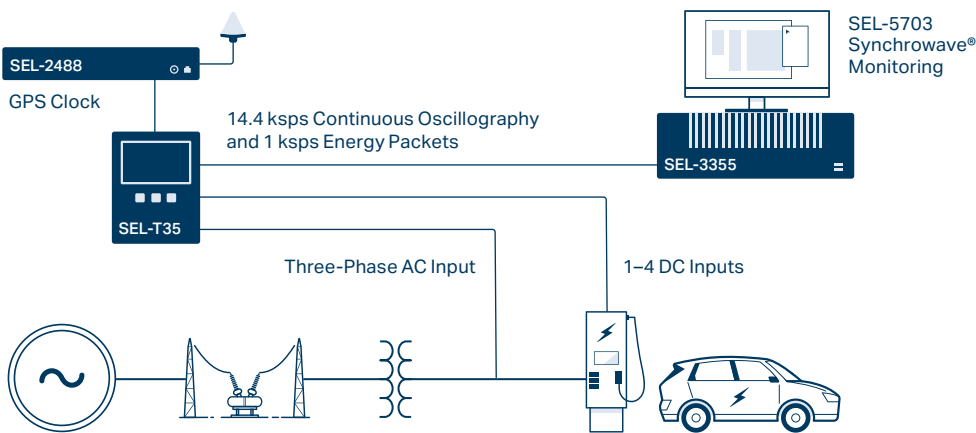 SEL-2488
GPS Clock
SEL-5703
Synchrowave®
Monitoring
14.4 ksps Continuous Oscillography
and 1 ksps Energy Packets
SEL-3355
SEL-T35
Three-Phase AC Input
1–4 DC Inputs